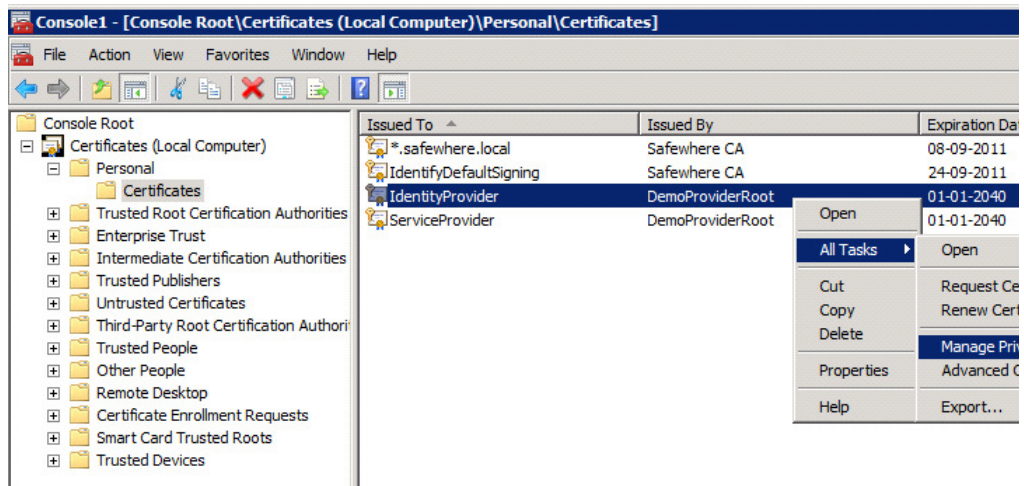 Console1 - [Console Root\Certificates (Local Computer)\Personal\Certificates]
File Action View Favorites Window Help
Console Root
Certificates (Local Computer)
Personal
Certificates
Trusted Root Certification Authorities
Enterprise Trust
Intermediate Certification Authorities
Trusted Publishers
Untrusted Certificates
Third-Party Root Certification Authori
Trusted People
Other People
Remote Desktop
Certificate Enrollment Requests
Smart Card Trusted Roots
Trusted Devices
Issued To Issued By Expiration Da
*.safewhere.local Safewhere CA 08-09-2011
IdentifyDefaultSigning Safewhere CA 24-09-2011
IdentityProvider DemoProviderRoot 01-01-2040
ServiceProvider DemoProviderRoot 01-01-2040
Open
All Tasks
Cut
Copy
Delete
Properties
Help
Open
Request Ce
Renew Cert
Manage Priv
Advanced O
Export...